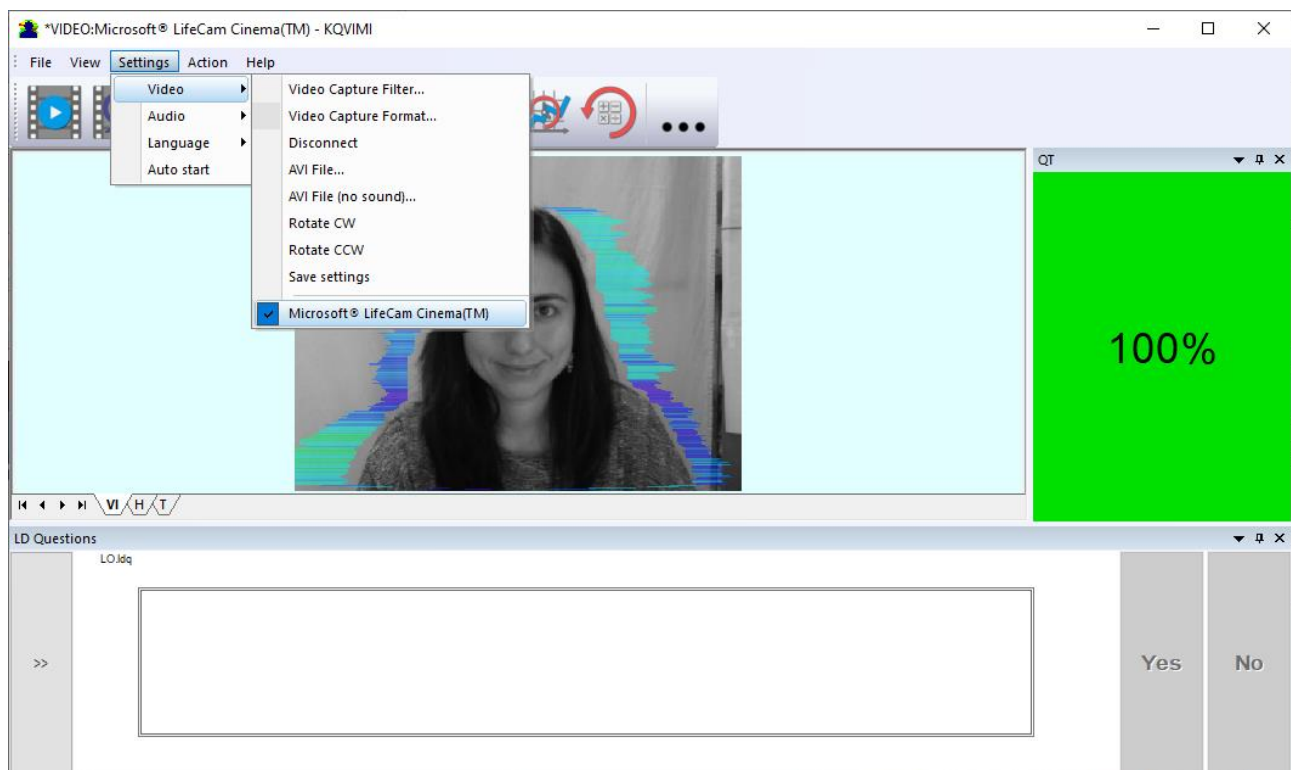 *VIDEO:Microsoft® LifeCam Cinema(TM) - KQVIMI
File View Settings Action Help
Video
Audio
Language
Auto start
Video Capture Filter...
Video Capture Format...
Disconnect
AVI File...
AVI File (no sound)...
Rotate CW
Rotate CCW
Save settings
Microsoft® LifeCam Cinema(TM)
QT
100%
VI H T
LD Questions
LO.ldq
>>
Yes No